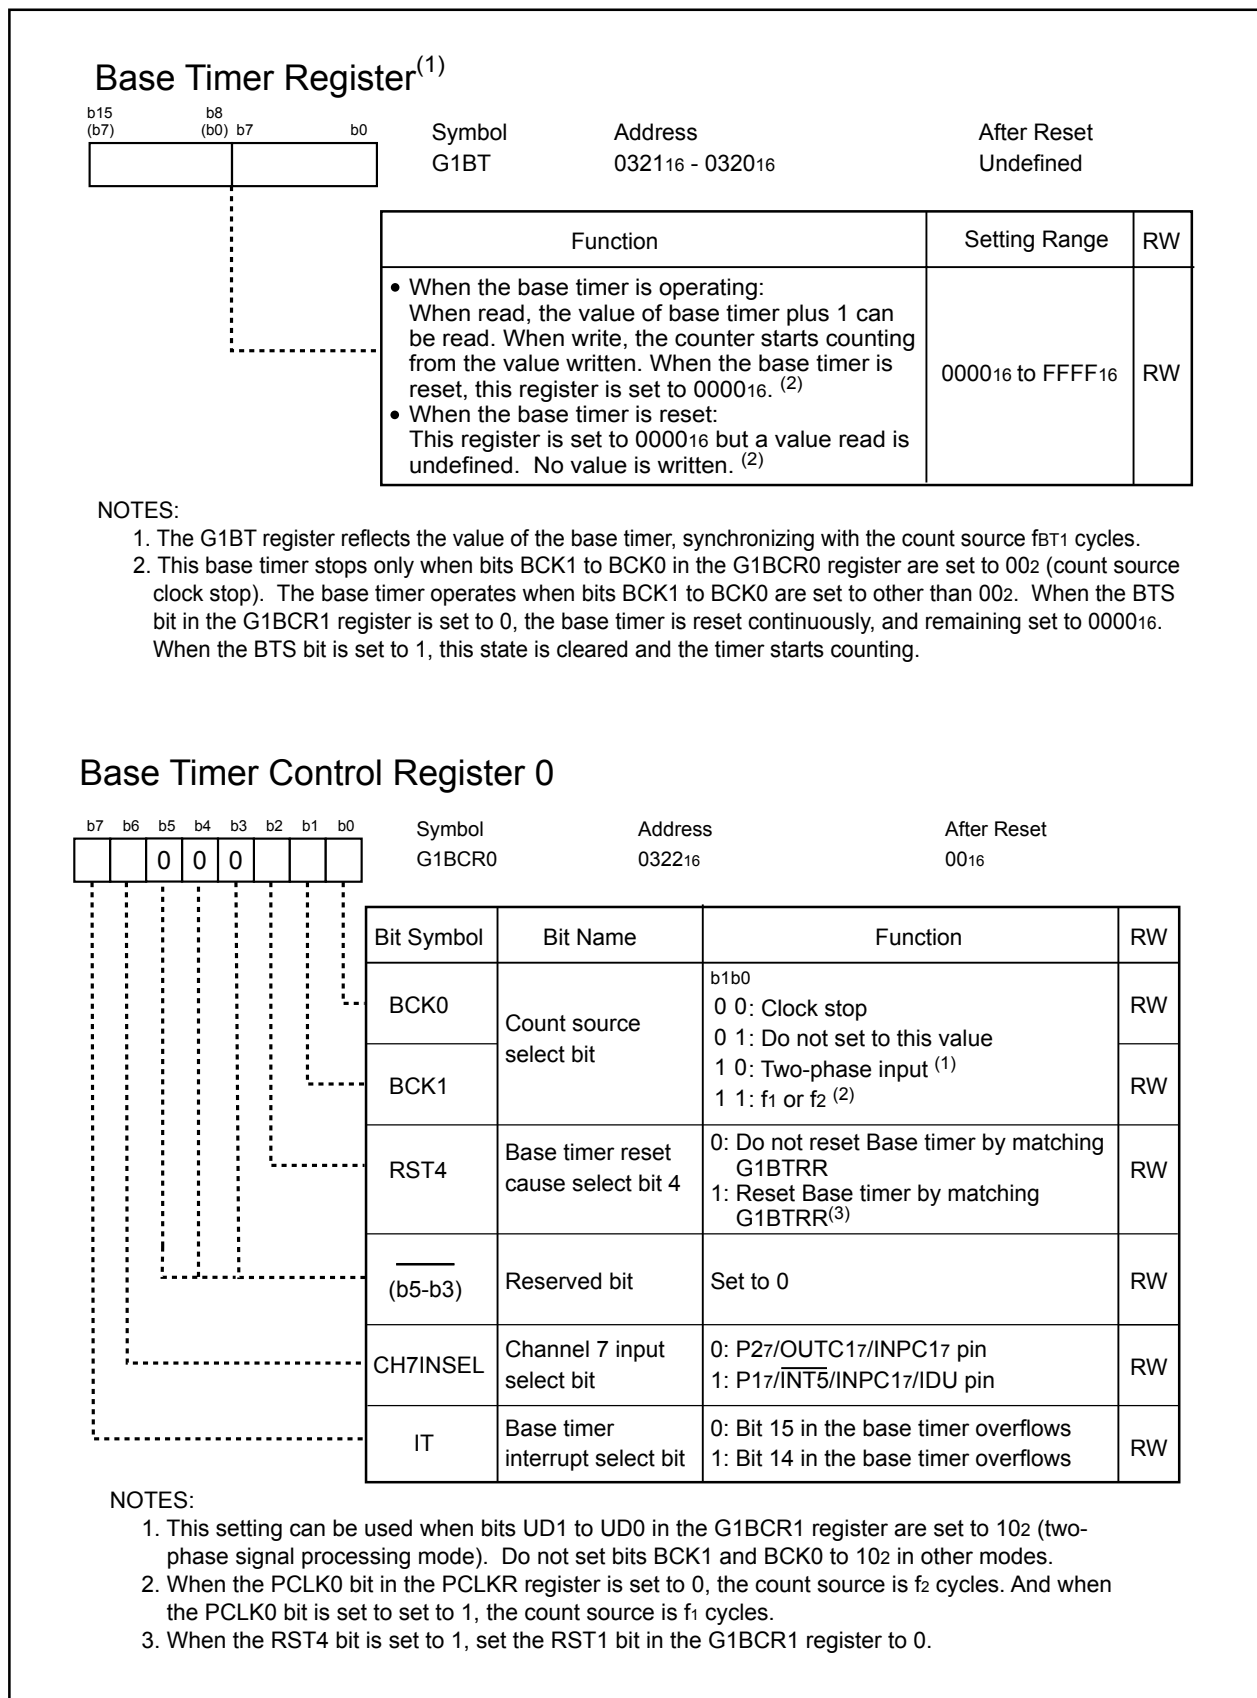 Base Timer Register(1)
b15 b8
(b7) (b0) b7 b0
Symbol Address After Reset
G1BT 032116 - 032016 Undefined
Function Setting Range RW
• When the base timer is operating:
When read, the value of base timer plus 1 can
be read. When write, the counter starts counting
from the value written. When the base timer is
reset, this register is set to 000016. (2)
000016 to FFFF16 RW
• When the base timer is reset:
This register is set to 000016 but a value read is
undefined. No value is written. (2)
NOTES:
1. The G1BT register reflects the value of the base timer, synchronizing with the count source fBT1 cycles.
2. This base timer stops only when bits BCK1 to BCK0 in the G1BCR0 register are set to 002 (count source
clock stop). The base timer operates when bits BCK1 to BCK0 are set to other than 002. When the BTS
bit in the G1BCR1 register is set to 0, the base timer is reset continuously, and remaining set to 000016.
When the BTS bit is set to 1, this state is cleared and the timer starts counting.
Base Timer Control Register 0
b7 b6 b5 b4 b3 b2 b1 b0
0 0 0
Symbol Address After Reset
G1BCR0 032216 0016
Bit Symbol Bit Name Function RW
BCK0
BCK1
Count source
select bit
b1b0
0 0: Clock stop
0 1: Do not set to this value
1 0: Two-phase input (1)
1 1: f1 or f2 (2)
RW
RW
RST4
Base timer reset
cause select bit 4
0: Do not reset Base timer by matching
G1BTRR
1: Reset Base timer by matching
G1BTRR(3)
RW
(b5-b3)
Reserved bit
Set to 0
RW
CH7INSEL
Channel 7 input
select bit
0: P27/OUTC17/INPC17 pin
1: P17/INT5/INPC17/IDU pin
RW
IT
Base timer
interrupt select bit
0: Bit 15 in the base timer overflows
1: Bit 14 in the base timer overflows
RW
NOTES:
1. This setting can be used when bits UD1 to UD0 in the G1BCR1 register are set to 102 (two-
phase signal processing mode). Do not set bits BCK1 and BCK0 to 102 in other modes.
2. When the PCLK0 bit in the PCLKR register is set to 0, the count source is f2 cycles. And when
the PCLK0 bit is set to set to 1, the count source is f1 cycles.
3. When the RST4 bit is set to 1, set the RST1 bit in the G1BCR1 register to 0.